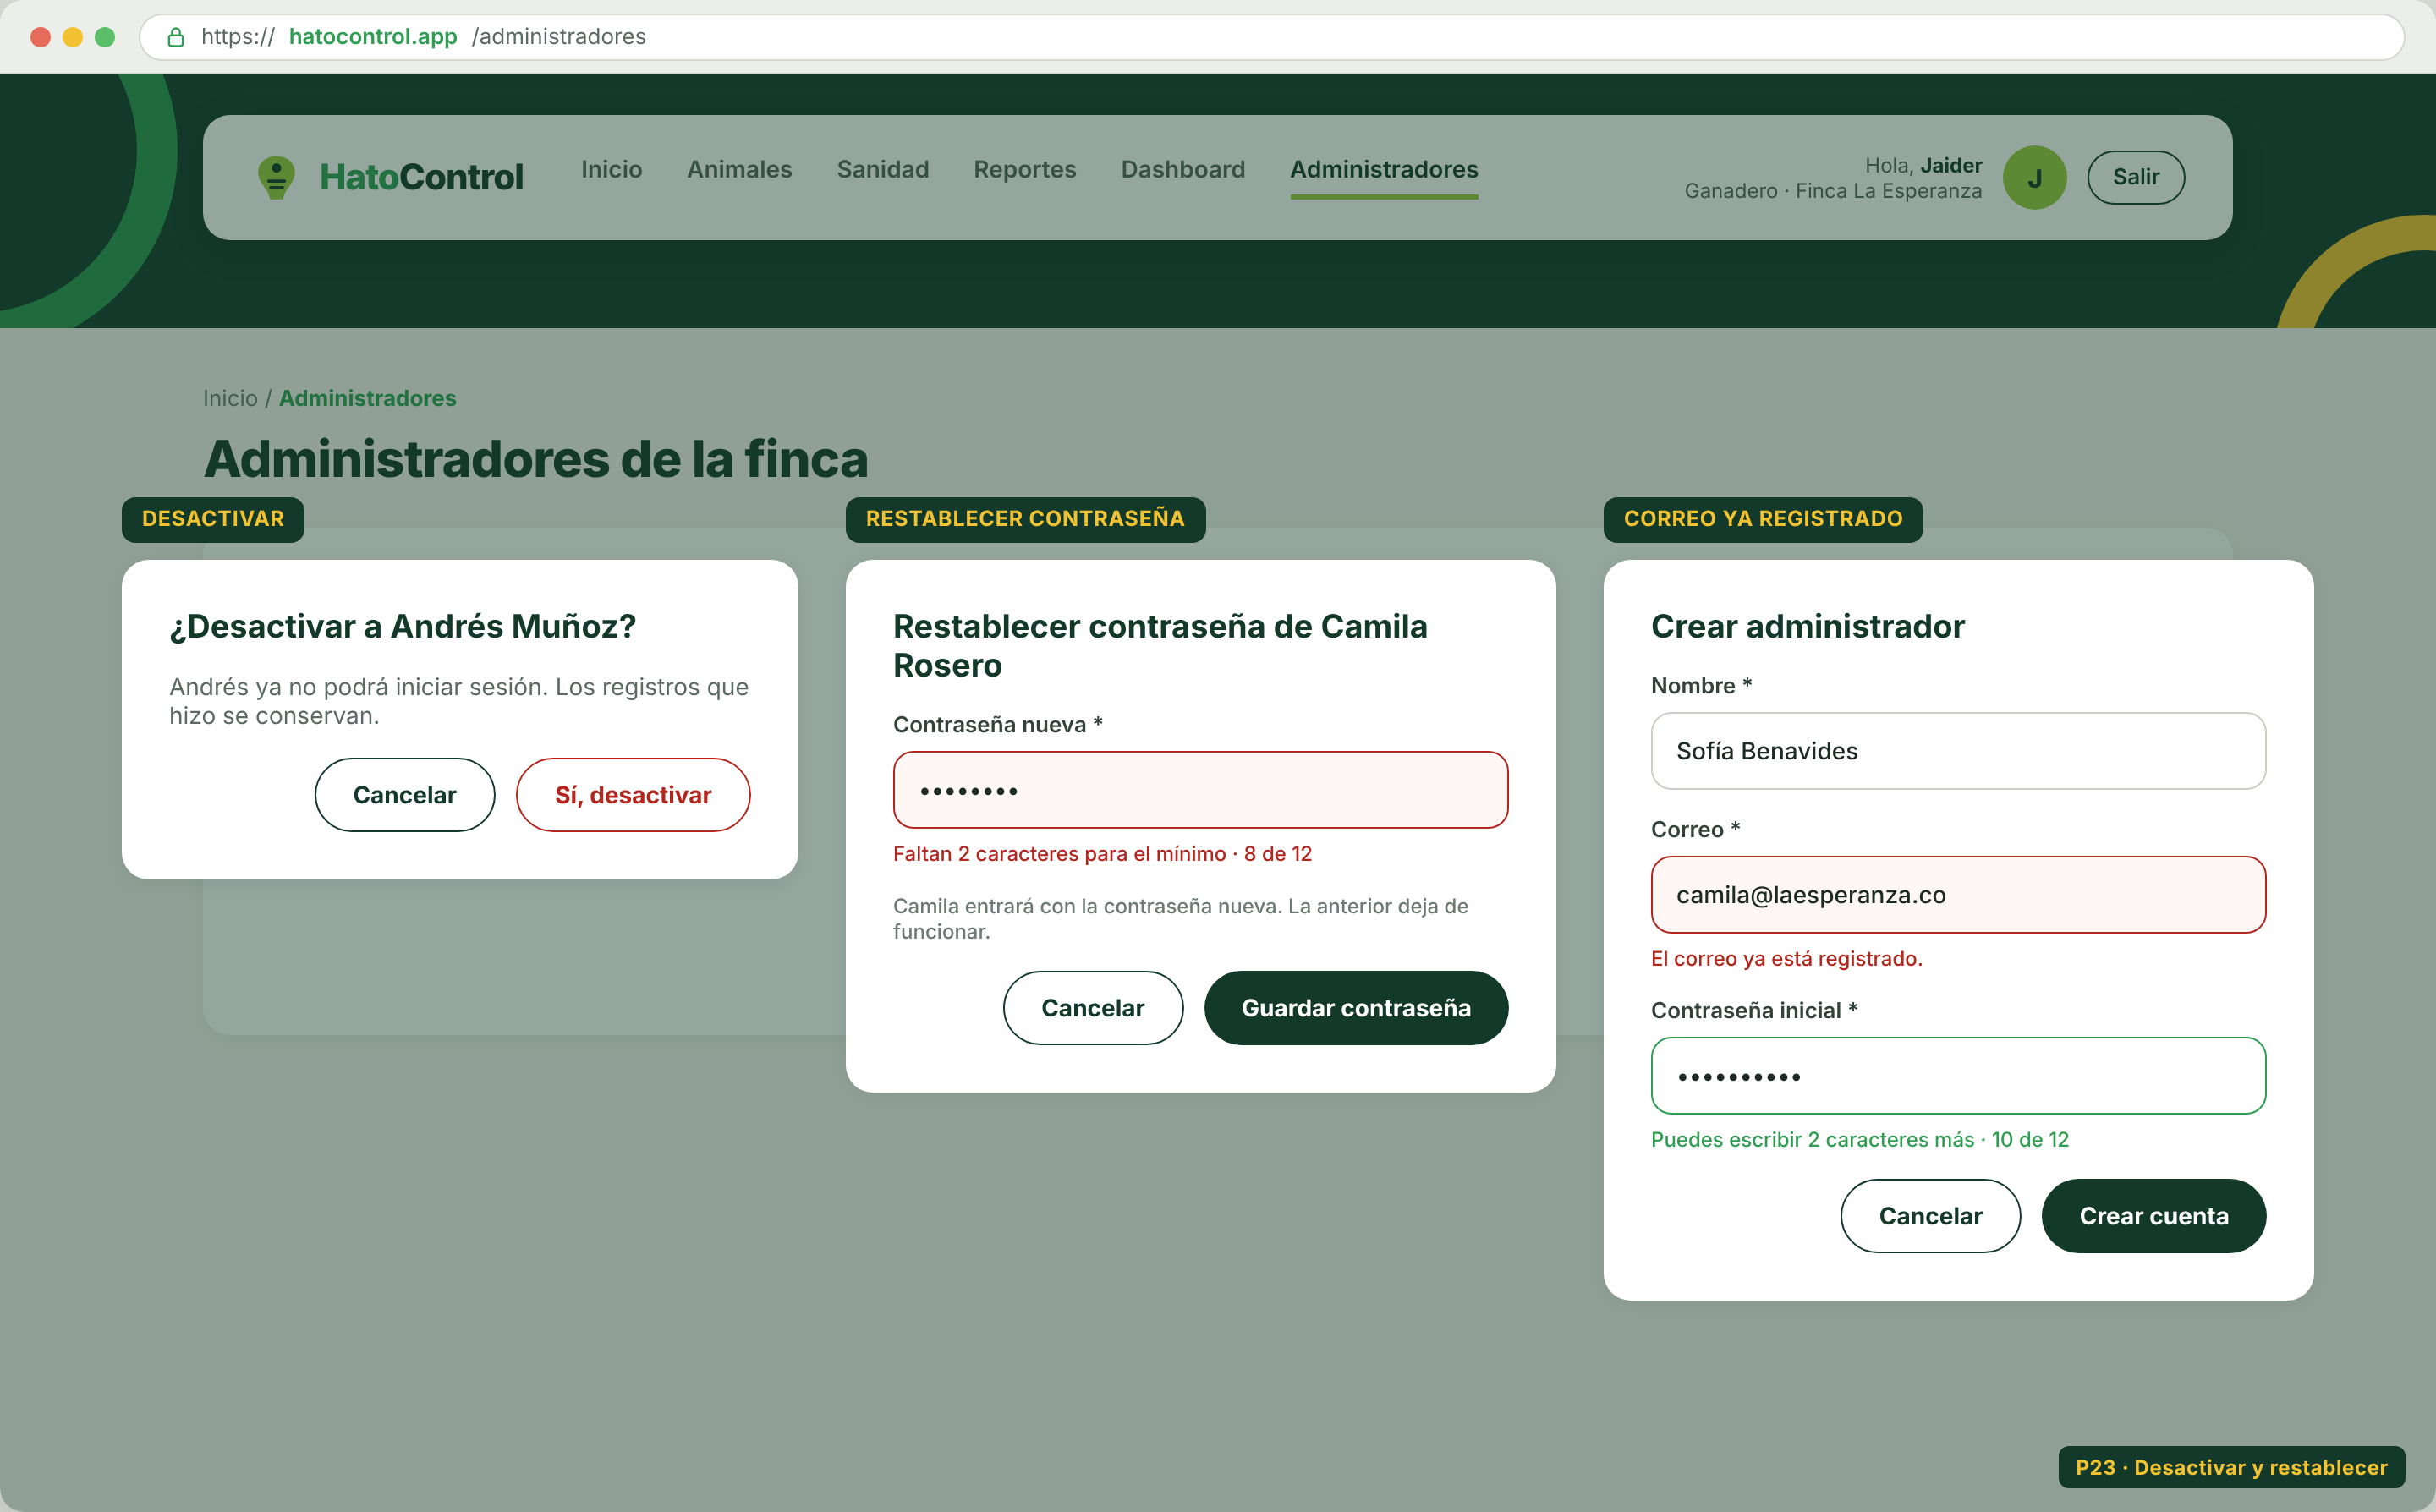 https:// hatocontrol.app /administradores
HatoControl
Inicio
Animales
Sanidad
Reportes
Dashboard
Administradores
Hola, Jaider
Ganadero · Finca La Esperanza
J
Salir
Inicio / Administradores
Administradores de la finca
DESACTIVAR
¿Desactivar a Andrés Muñoz?
Andrés ya no podrá iniciar sesión. Los registros que
hizo se conservan.
Cancelar
Sí, desactivar
RESTABLECER CONTRASEÑA
Restablecer contraseña de Camila
Rosero
Contraseña nueva *
••••••••
Faltan 2 caracteres para el mínimo · 8 de 12
Camila entrará con la contraseña nueva. La anterior deja de
funcionar.
Cancelar
Guardar contraseña
CORREO YA REGISTRADO
Crear administrador
Nombre *
Sofía Benavides
Correo *
camila@laesperanza.co
El correo ya está registrado.
Contraseña inicial *
••••••••••
Puedes escribir 2 caracteres más · 10 de 12
Cancelar
Crear cuenta
P23 · Desactivar y restablecer